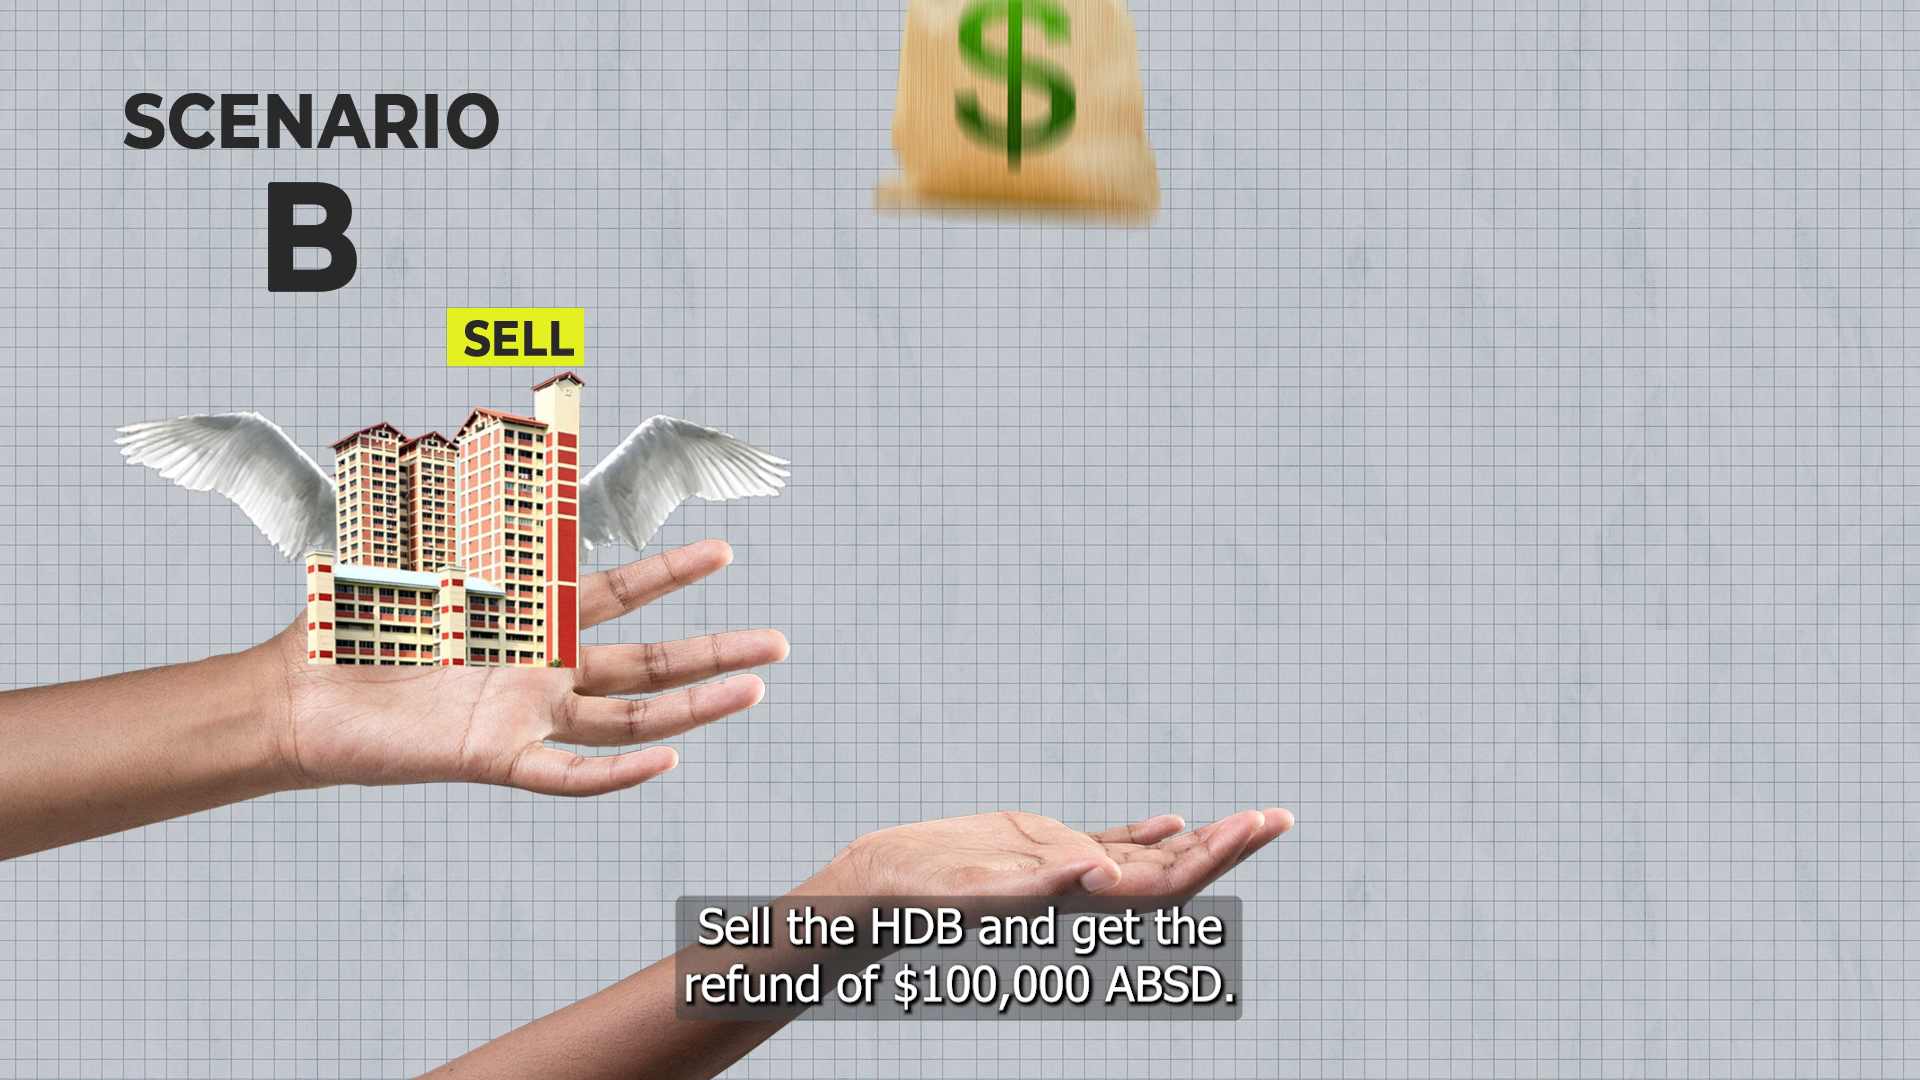 SCENARIO
B
SELL
$
Sell the HDB and get the
refund of $100,000 ABSD.